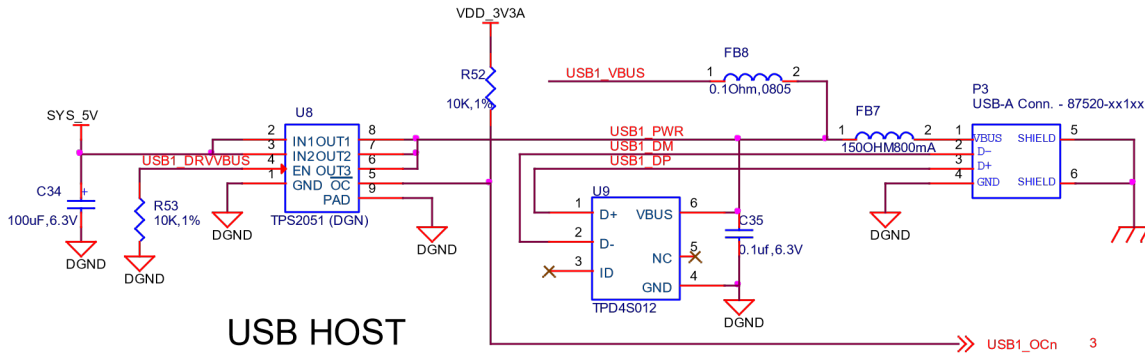 VDD_3V3A
FB8
R52
USB1_VBUS
1
2
10K,1%
0.1Ohm,0805
P3
USB-A Conn. - 87520-xx1xx
FB7
SYS_5V
U8
2
IN1
OUT1
8
USB1_PWR
1
2
1
VBUS
SHIELD
5
3
IN2
OUT2
7
USB1_DM
150OHM800mA
2
D-
USB1_DRVVBUS
4
EN
OUT3
6
USB1_DP
3
D+
1
GND
OC
5
4
GND
SHIELD
6
PAD
9
U9
C34
+
100uF,6.3V
R53
10K,1%
TPS2051 (DGN)
1
D+
VBUS
6
C35
0.1uf,6.3V
DGND
DGND
DGND
2
D-
NC
5
DGND
DGND
3
ID
GND
4
TPD4S012
DGND
USB HOST
USB1_OCn
3